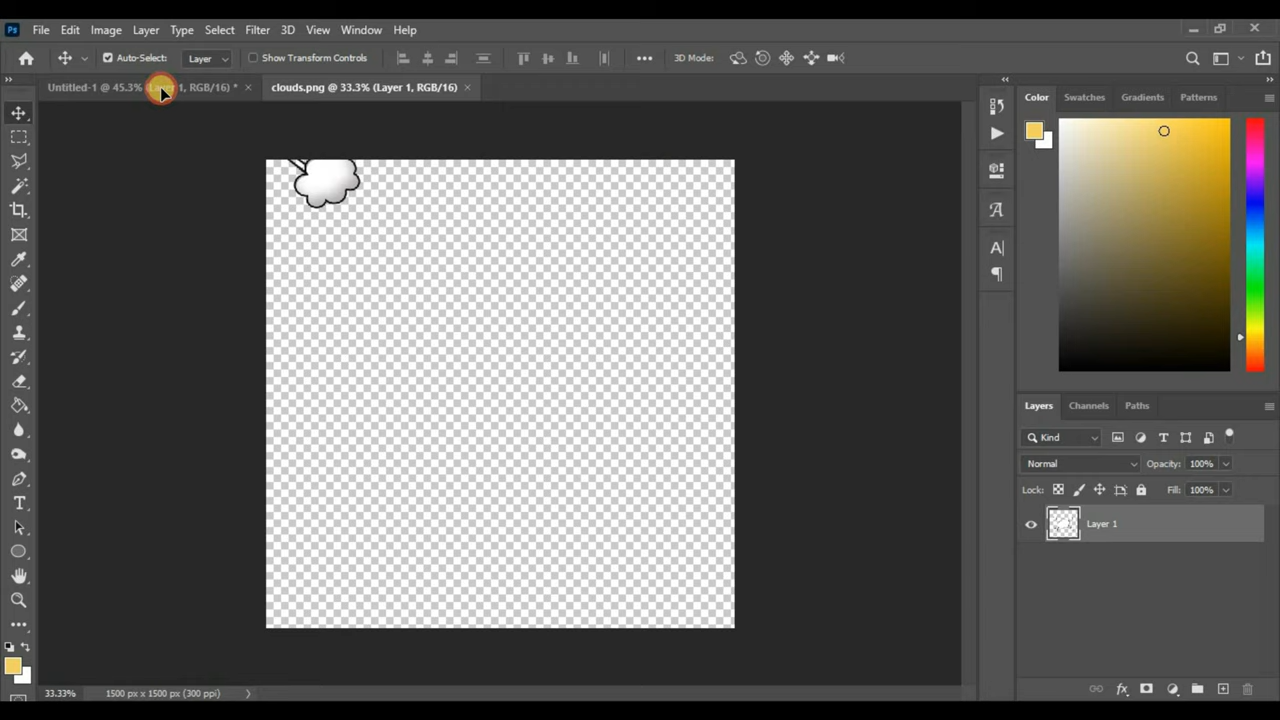 Ps File Edit Image Layer Type Select Filter 3D View Window Help
Auto-Select: Layer Show Transform Controls 3D Mode:
Untitled-1 @ 45.3% (Layer 1, RGB/16) * × clouds.png @ 33.3% (Layer 1, RGB/16) ×
Color Swatches Gradients Patterns
Layers Channels Paths
Kind
Normal Opacity: 100%
Lock: Fill: 100%
Layer 1
fx
33.33% 1500 px x 1500 px (300 ppi)